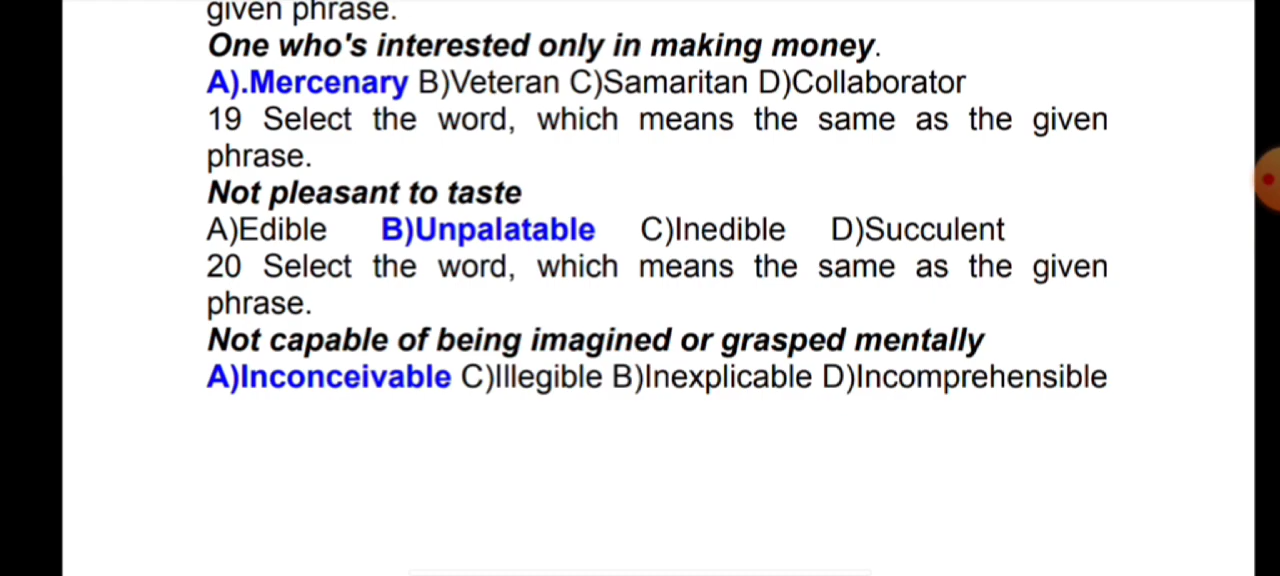 given phrase.
One who's interested only in making money.
A).Mercenary B)Veteran C)Samaritan D)Collaborator
19 Select the word, which means the same as the given
phrase.
Not pleasant to taste
A)Edible B)Unpalatable C)Inedible D)Succulent
20 Select the word, which means the same as the given
phrase.
Not capable of being imagined or grasped mentally
A)Inconceivable C)Illegible B)Inexplicable D)Incomprehensible